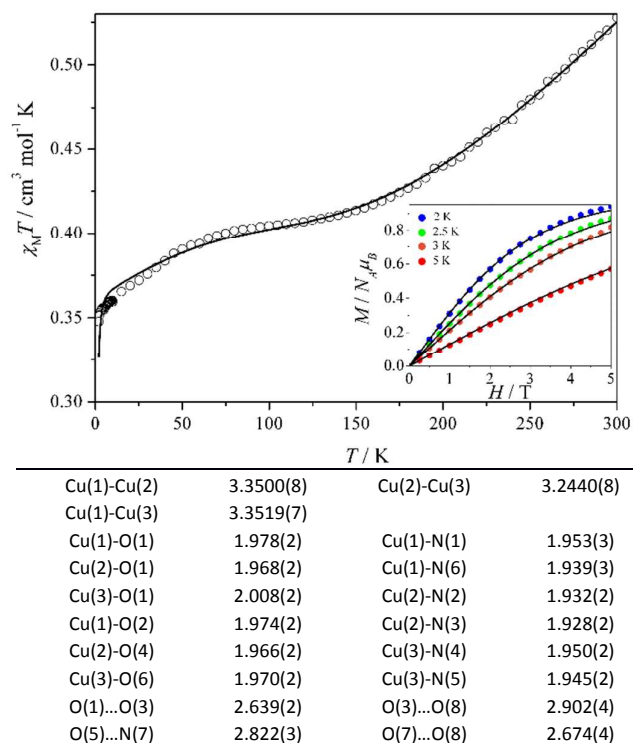 0.50
0.45
0.40
0.35
0.30
χ_M T / cm³ mol⁻¹ K
0 50 100 150 200 250 300
T / K
2 K
2.5 K
3 K
5 K
0.8
0.6
0.4
0.2
0.0
M / N_A μ_B
0 1 2 3 4 5
H / T
Cu(1)-Cu(2) 3.3500(8) Cu(2)-Cu(3) 3.2440(8)
Cu(1)-Cu(3) 3.3519(7)
Cu(1)-O(1) 1.978(2) Cu(1)-N(1) 1.953(3)
Cu(2)-O(1) 1.968(2) Cu(1)-N(6) 1.939(3)
Cu(3)-O(1) 2.008(2) Cu(2)-N(2) 1.932(2)
Cu(1)-O(2) 1.974(2) Cu(2)-N(3) 1.928(2)
Cu(2)-O(4) 1.966(2) Cu(3)-N(4) 1.950(2)
Cu(3)-O(6) 1.970(2) Cu(3)-N(5) 1.945(2)
O(1)...O(3) 2.639(2) O(3)...O(8) 2.902(4)
O(5)...N(7) 2.822(3) O(7)...O(8) 2.674(4)